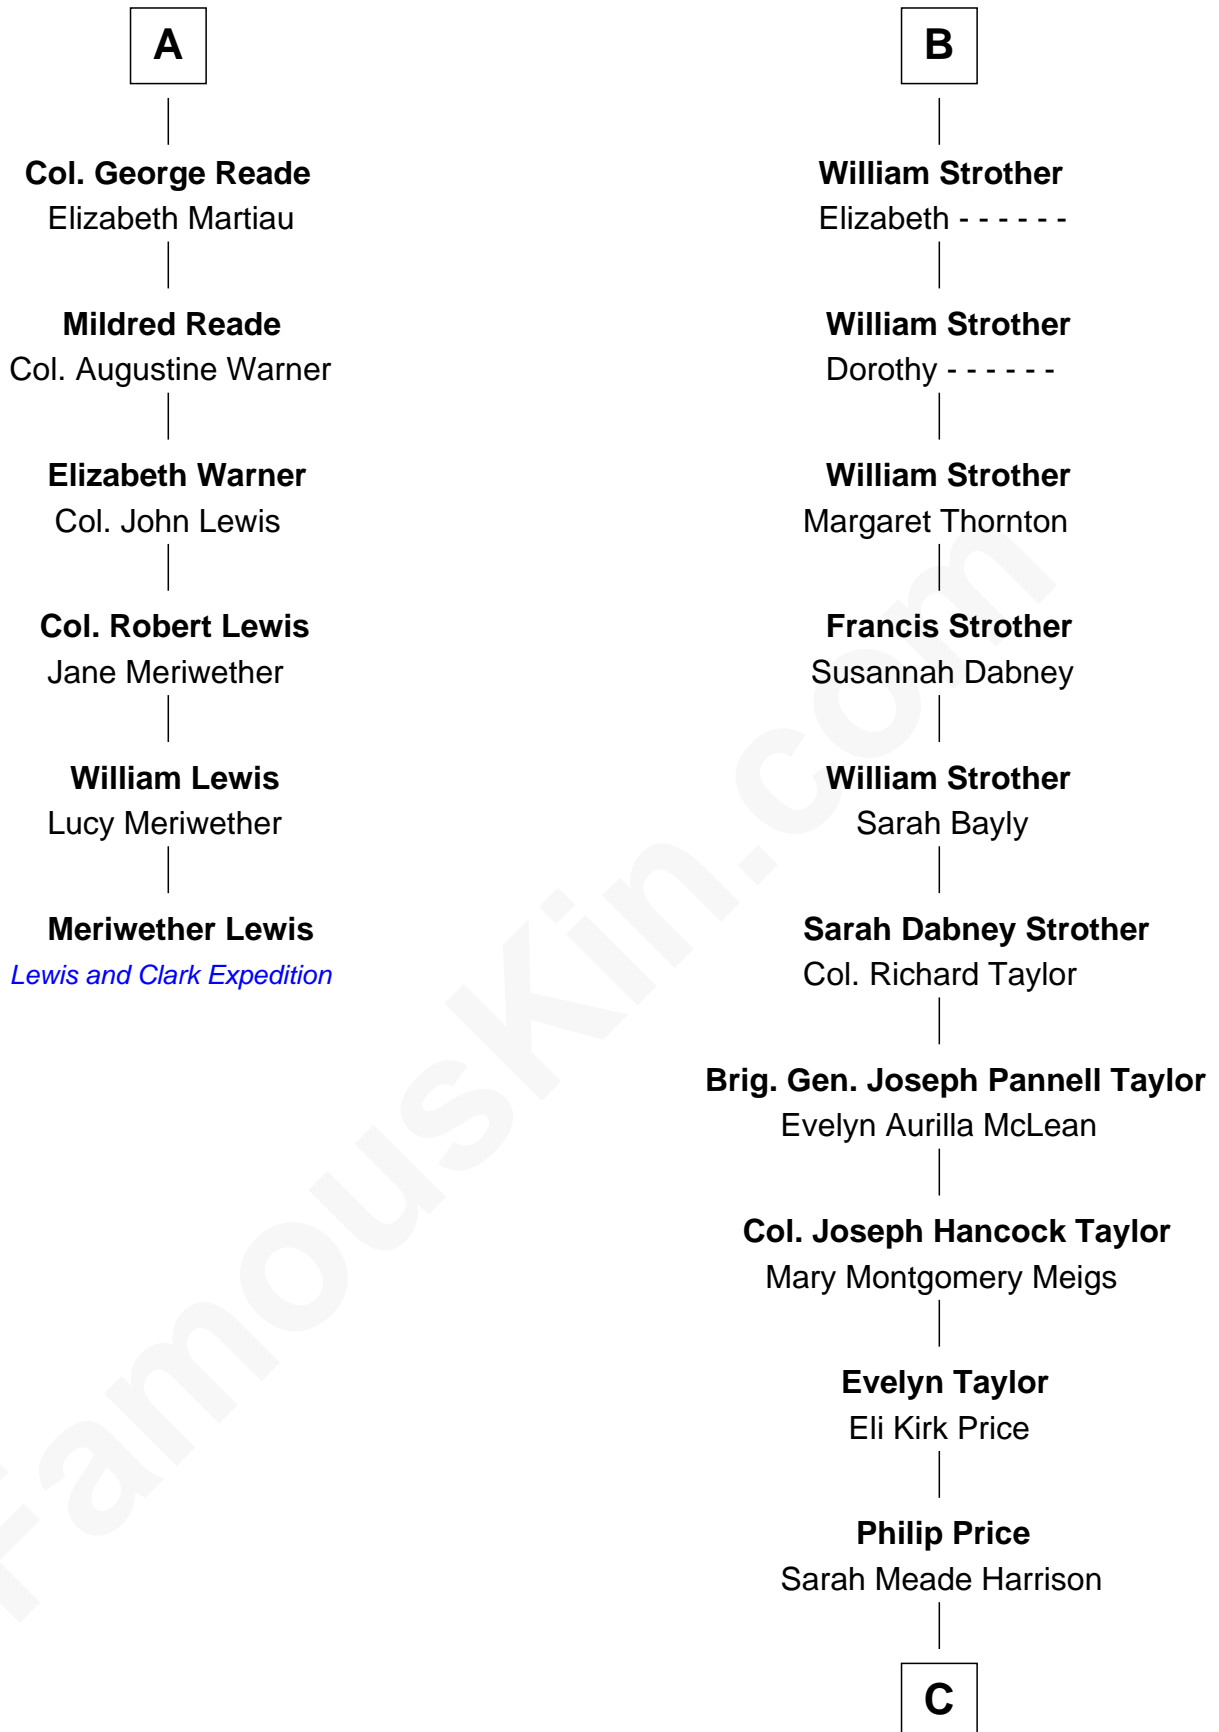 A
Col. George Reade
Elizabeth Martiau
Mildred Reade
Col. Augustine Warner
Elizabeth Warner
Col. John Lewis
Col. Robert Lewis
Jane Meriwether
William Lewis
Lucy Meriwether
Meriwether Lewis
Lewis and Clark Expedition
B
William Strother
Elizabeth - - - - - -
William Strother
Dorothy - - - - - -
William Strother
Margaret Thornton
Francis Strother
Susannah Dabney
William Strother
Sarah Bayly
Sarah Dabney Strother
Col. Richard Taylor
Brig. Gen. Joseph Pannell Taylor
Evelyn Aurilla McLean
Col. Joseph Hancock Taylor
Mary Montgomery Meigs
Evelyn Taylor
Eli Kirk Price
Philip Price
Sarah Meade Harrison
C
FamousKin.com